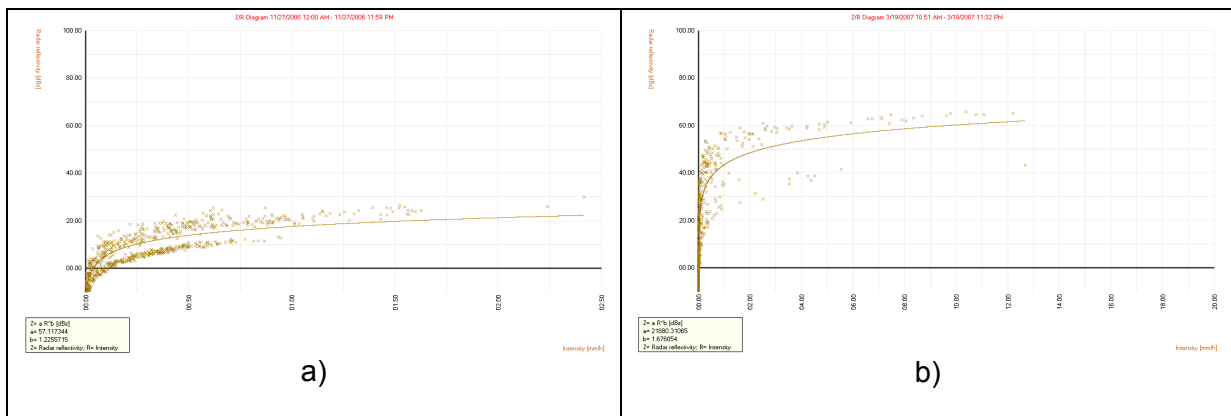 Z/R Diagram 11/27/2006 12:00 AM - 11/27/2006 11:59 PM
Radar reflectivity [dBz]
100.00
80.00
60.00
40.00
20.00
00.00
00.00
00.50
01.00
01.50
02.00
02.50
Z= a R^b [dBz]
a= 57.117344
b= 1.2255715
Z= Radar reflectivity; R= Intensity
Intensity [mm/h]
a)
Z/R Diagram 3/19/2007 10:51 AM - 3/19/2007 11:32 PM
Radar reflectivity [dBz]
100.00
80.00
60.00
40.00
20.00
00.00
00.00
02.00
04.00
06.00
08.00
10.00
12.00
14.00
16.00
18.00
20.00
Z= a R^b [dBz]
a= 21880.31065
b= 1.676054
Z= Radar reflectivity; R= Intensity
Intensity [mm/h]
b)